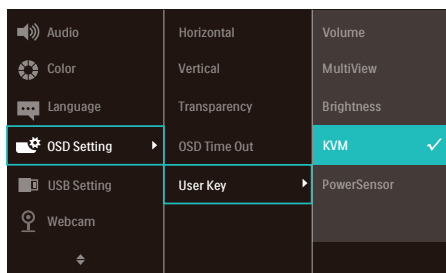 Audio
Color
Language
OSD Setting
USB Setting
Webcam
Horizontal
Vertical
Transparency
OSD Time Out
User Key
Volume
MultiView
Brightness
KVM
PowerSensor